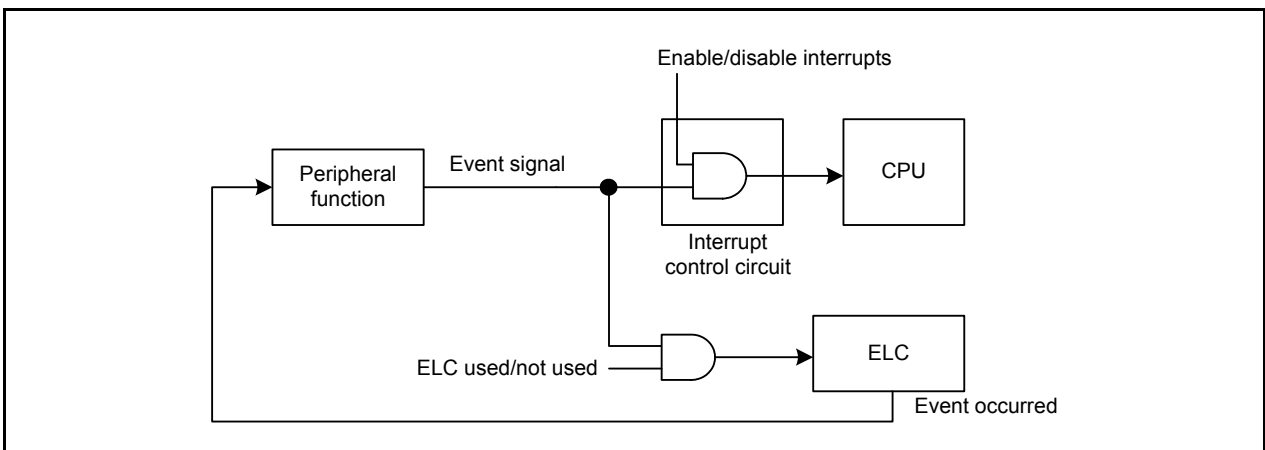 Enable/disable interrupts
Peripheral
function
Event signal
CPU
Interrupt
control circuit
ELC used/not used
ELC
Event occurred